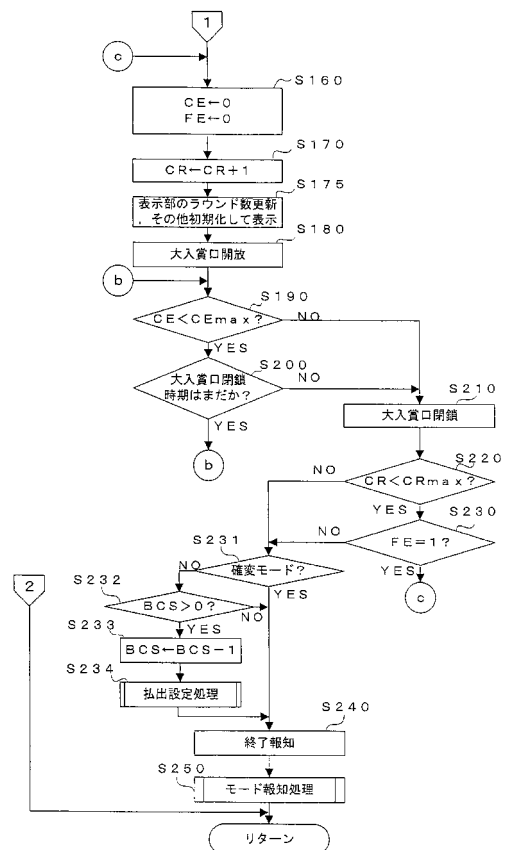 1
c
S160
CE←0
FE←0
S170
CR←CR+1
S175
表示部のラウンド数更新
,その他初期化して表示
S180
大入賞口開放
b
S190
CE<CEmax?
NO
YES
S200
大入賞口閉鎖
時期はまだか?
NO
YES
b
S210
大入賞口閉鎖
S220
CR<CRmax?
NO
YES
S230
FE=1?
NO
YES
c
S231
確変モード?
NO
YES
2
S232
BCS>0?
NO
YES
S233
BCS←BCS-1
S234
払出設定処理
S240
終了報知
S250
モード報知処理
リターン